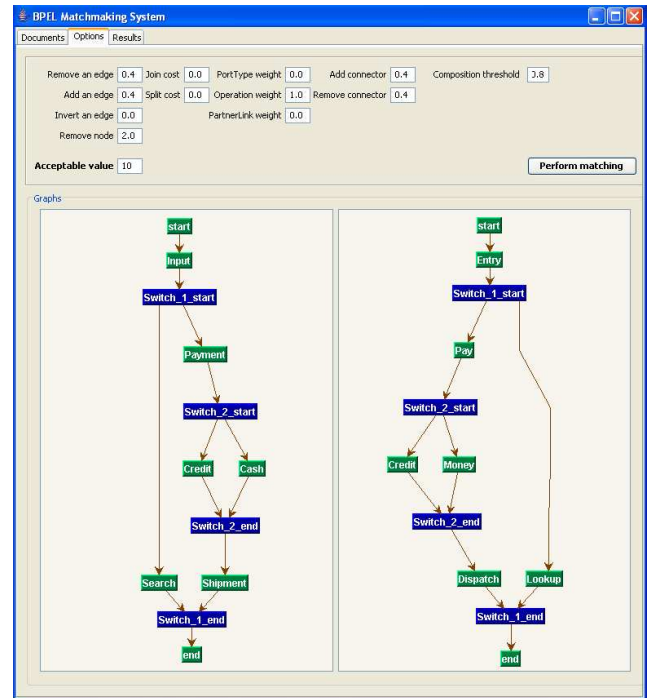 BPEL Matchmaking System
Documents Options Results
Remove an edge 0.4 Join cost 0.0 PortType weight 0.0 Add connector 0.4 Composition threshold 0.8
Add an edge 0.4 Split cost 0.0 Operation weight 1.0 Remove connector 0.4
Invert an edge 0.0 PartnerLink weight 0.0
Remove node 2.0
Acceptable value 10 Perform matching
Graphs
start
Input
Switch_1_start
Payment
Switch_2_start
Credit Cash
Switch_2_end
Search Shipment
Switch_1_end
end
start
Entry
Switch_1_start
Pay
Switch_2_start
Credit Money
Switch_2_end
Dispatch Lookup
Switch_1_end
end